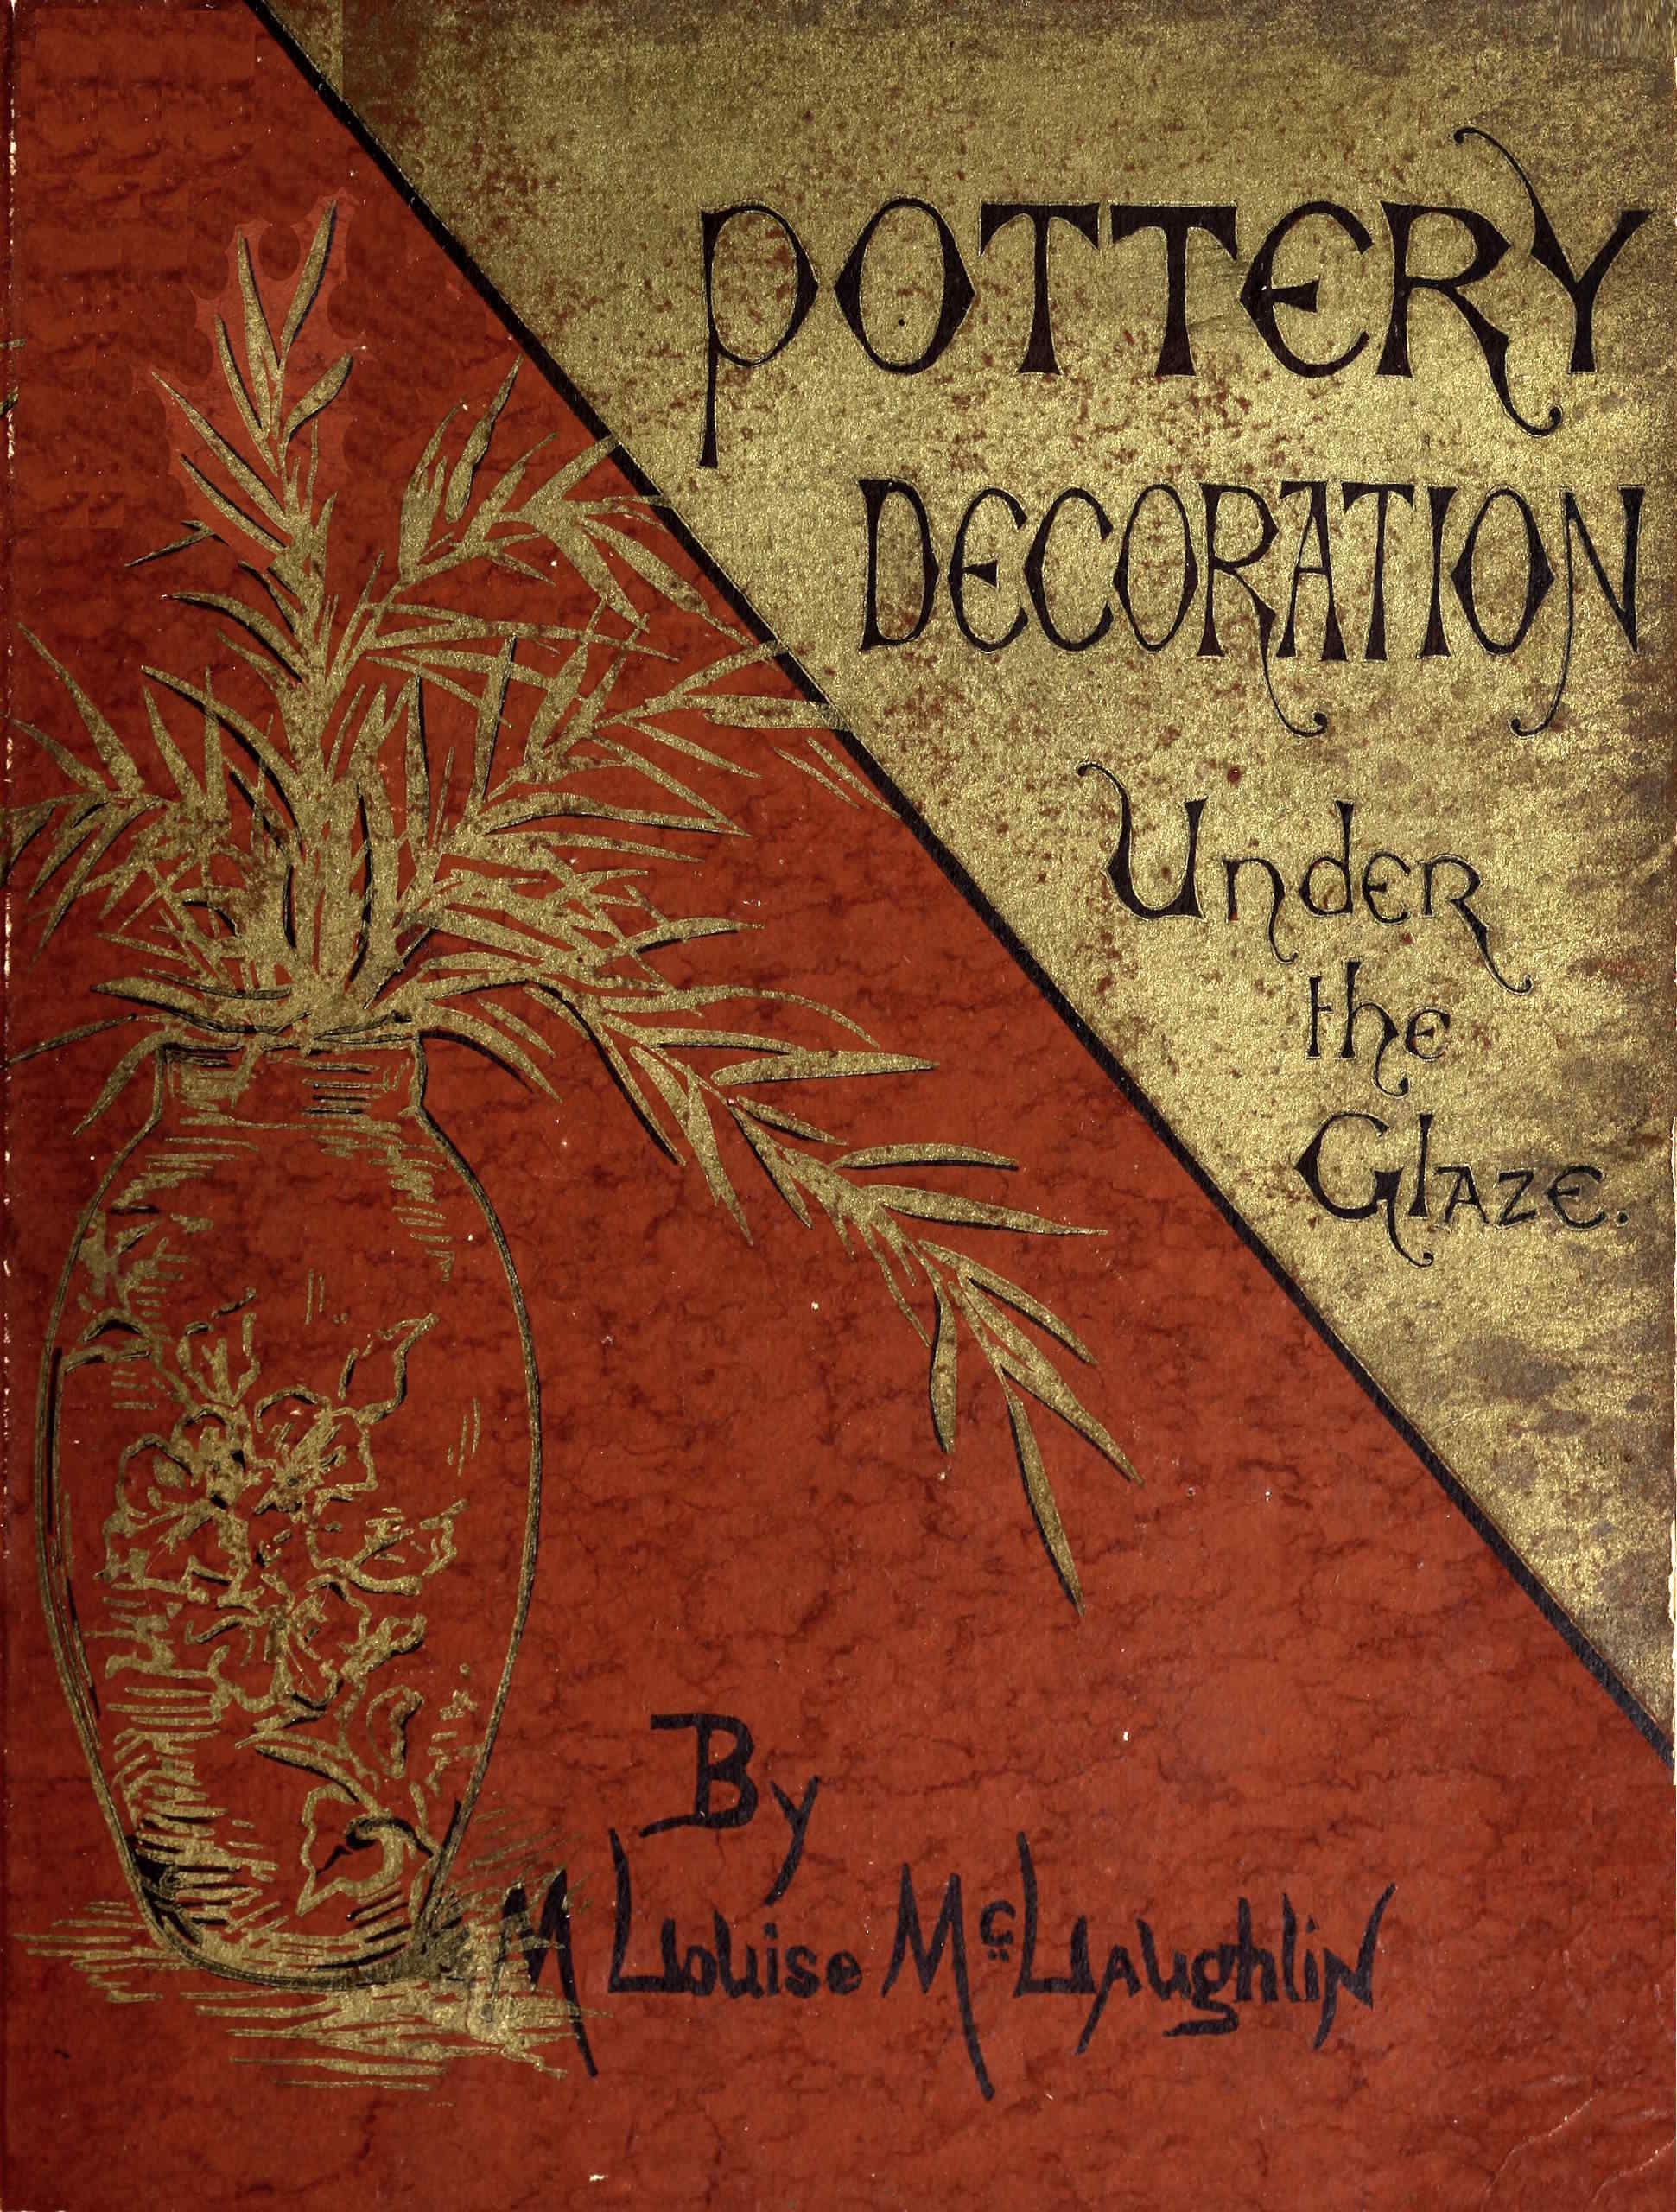 POTTERY
DECORATION
Under
the
Glaze.
By
M Louise McLaughlin